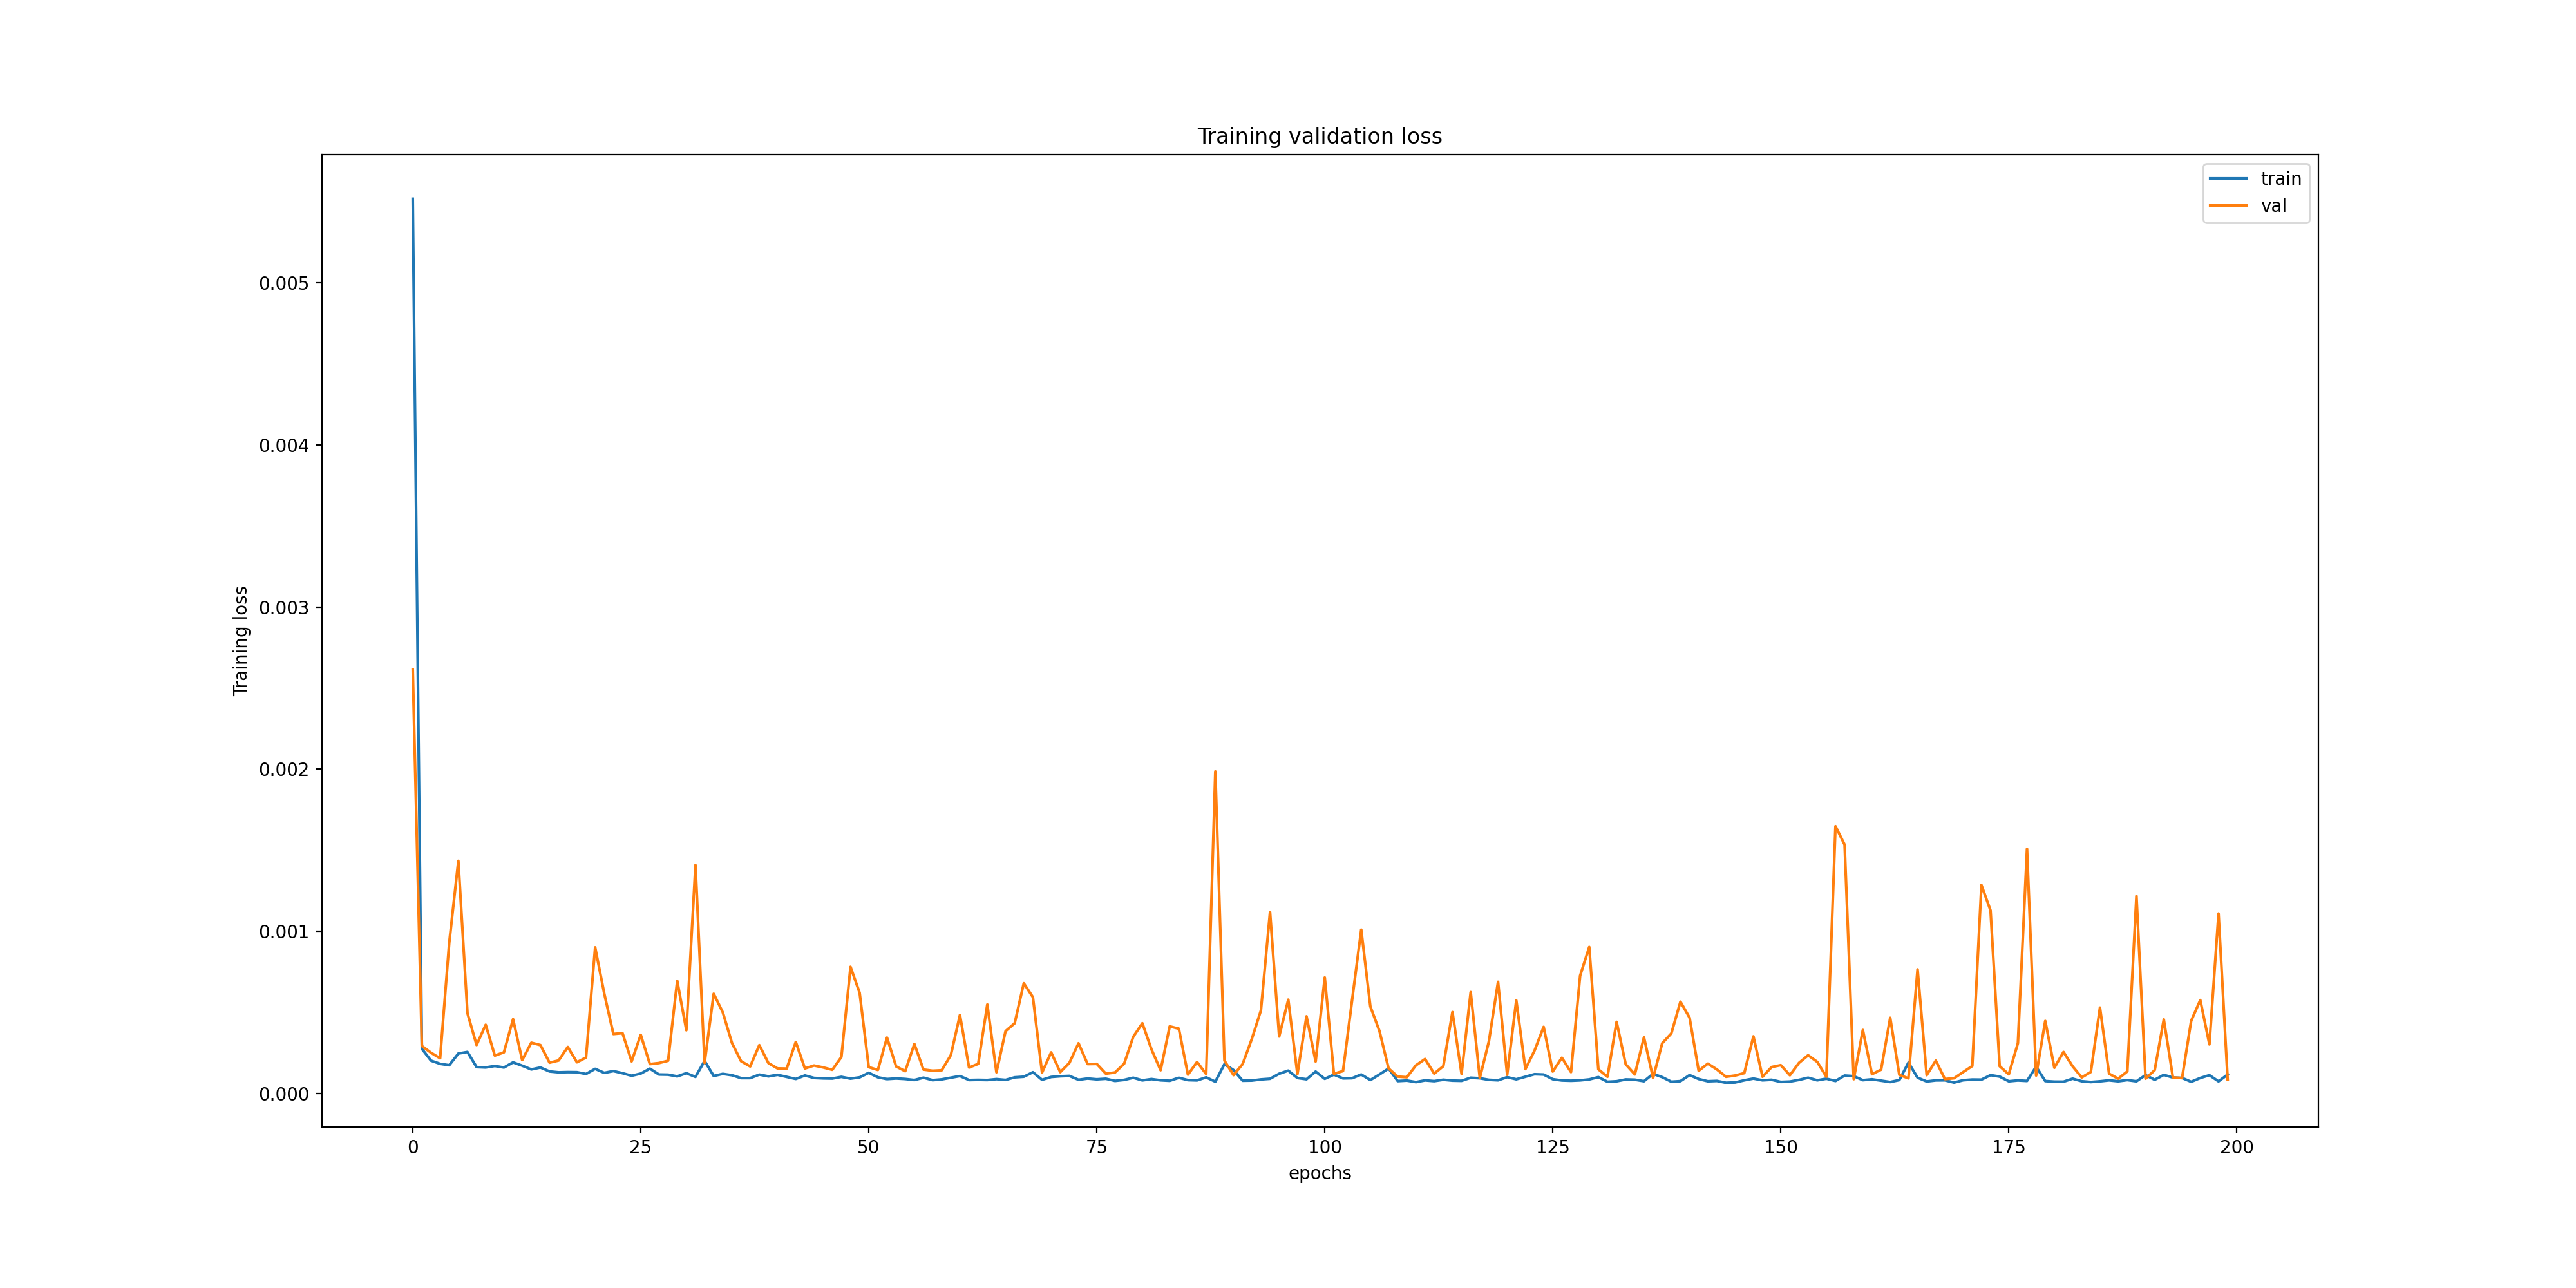 Training validation loss
train
val
Training loss
0.005
0.004
0.003
0.002
0.001
0.000
0 25 50 75 100 125 150 175 200
epochs